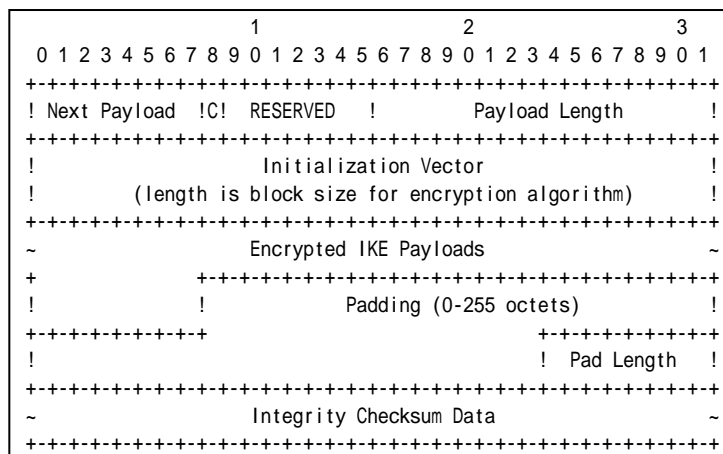 1                   2                   3
 0 1 2 3 4 5 6 7 8 9 0 1 2 3 4 5 6 7 8 9 0 1 2 3 4 5 6 7 8 9 0 1
+-+-+-+-+-+-+-+-+-+-+-+-+-+-+-+-+-+-+-+-+-+-+-+-+-+-+-+-+-+-+-+-+
! Next Payload  !C!  RESERVED   !         Payload Length        !
+-+-+-+-+-+-+-+-+-+-+-+-+-+-+-+-+-+-+-+-+-+-+-+-+-+-+-+-+-+-+-+-+
!                     Initialization Vector                     !
!         (length is block size for encryption algorithm)       !
+-+-+-+-+-+-+-+-+-+-+-+-+-+-+-+-+-+-+-+-+-+-+-+-+-+-+-+-+-+-+-+-+
~                    Encrypted IKE Payloads                     ~
+               +-+-+-+-+-+-+-+-+-+-+-+-+-+-+-+-+-+-+-+-+-+-+-+-+
!               !             Padding (0-255 octets)            !
+-+-+-+-+-+-+-+-+                               +-+-+-+-+-+-+-+-+
!                                               !  Pad Length   !
+-+-+-+-+-+-+-+-+-+-+-+-+-+-+-+-+-+-+-+-+-+-+-+-+-+-+-+-+-+-+-+-+
~                    Integrity Checksum Data                    ~
+-+-+-+-+-+-+-+-+-+-+-+-+-+-+-+-+-+-+-+-+-+-+-+-+-+-+-+-+-+-+-+-+